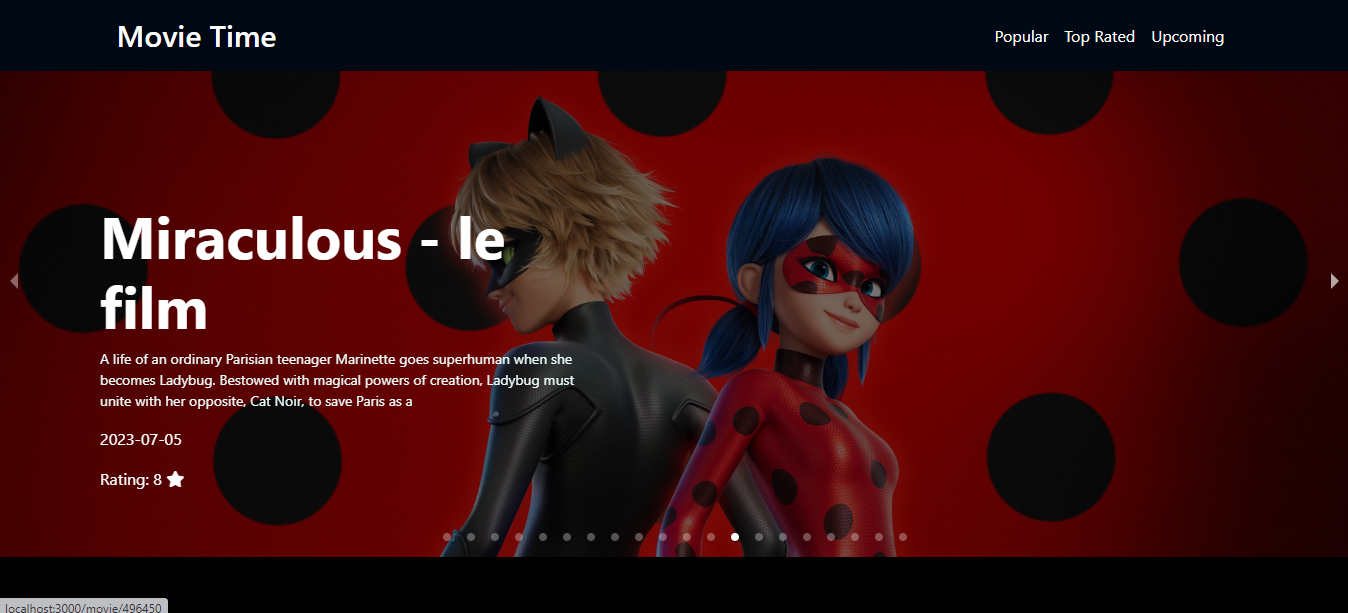 Movie Time
Popular Top Rated Upcoming
Miraculous - le
film
A life of an ordinary Parisian teenager Marinette goes superhuman when she
becomes Ladybug. Bestowed with magical powers of creation, Ladybug must
unite with her opposite, Cat Noir, to save Paris as a
2023-07-05
Rating: 8
localhost:3000/movie/496450